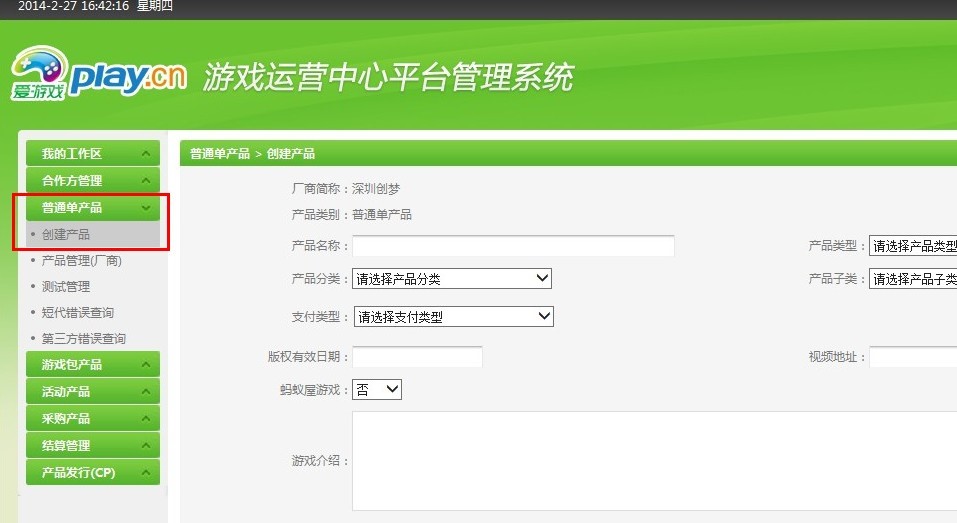 2014-2-27 16:42:16 星期四
爱游戏 play.cn 游戏运营中心平台管理系统
我的工作区
合作方管理
普通单产品
创建产品
产品管理(厂商)
测试管理
短代错误查询
第三方错误查询
游戏包产品
活动产品
采购产品
结算管理
产品发行(CP)
普通单产品 > 创建产品
厂商简称：深圳创梦
产品类别：普通单产品
产品名称： 产品类型：请选择产品类型
产品分类：请选择产品分类 产品子类：请选择产品子类
支付类型：请选择支付类型
版权有效日期： 视频地址：
蚂蚁屋游戏：否
游戏介绍：